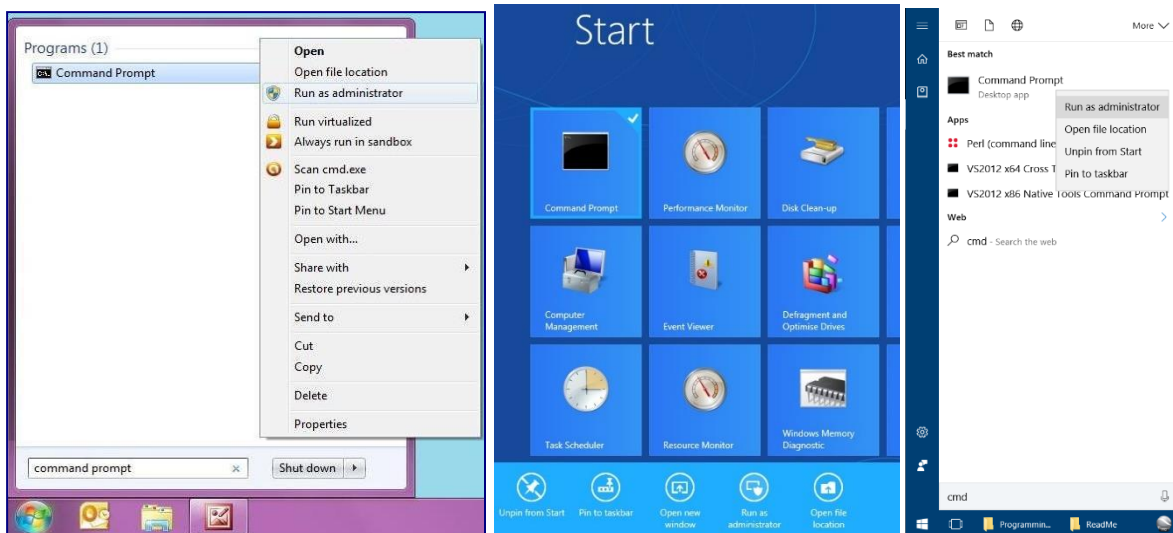 Programs (1)
Command Prompt
Open
Open file location
Run as administrator
Run virtualized
Always run in sandbox
Scan cmd.exe
Pin to Taskbar
Pin to Start Menu
Open with...
Share with
Restore previous versions
Send to
Cut
Copy
Delete
Properties
command prompt
Shut down
Start
Command Prompt
Performance Monitor
Disk Clean-up
Computer
Management
Event Viewer
Defragment and
Optimise Drives
Task Scheduler
Resource Monitor
Windows Memory
Diagnostic
Unpin from Start
Pin to taskbar
Open new
window
Run as
administrator
Open file
location
More
Best match
Command Prompt
Desktop app
Run as administrator
Open file location
Unpin from Start
Pin to taskbar
Apps
Perl (command line
VS2012 x64 Cross T
VS2012 x86 Native Tools Command Prompt
Web
cmd - Search the web
cmd
Programmin...
ReadMe